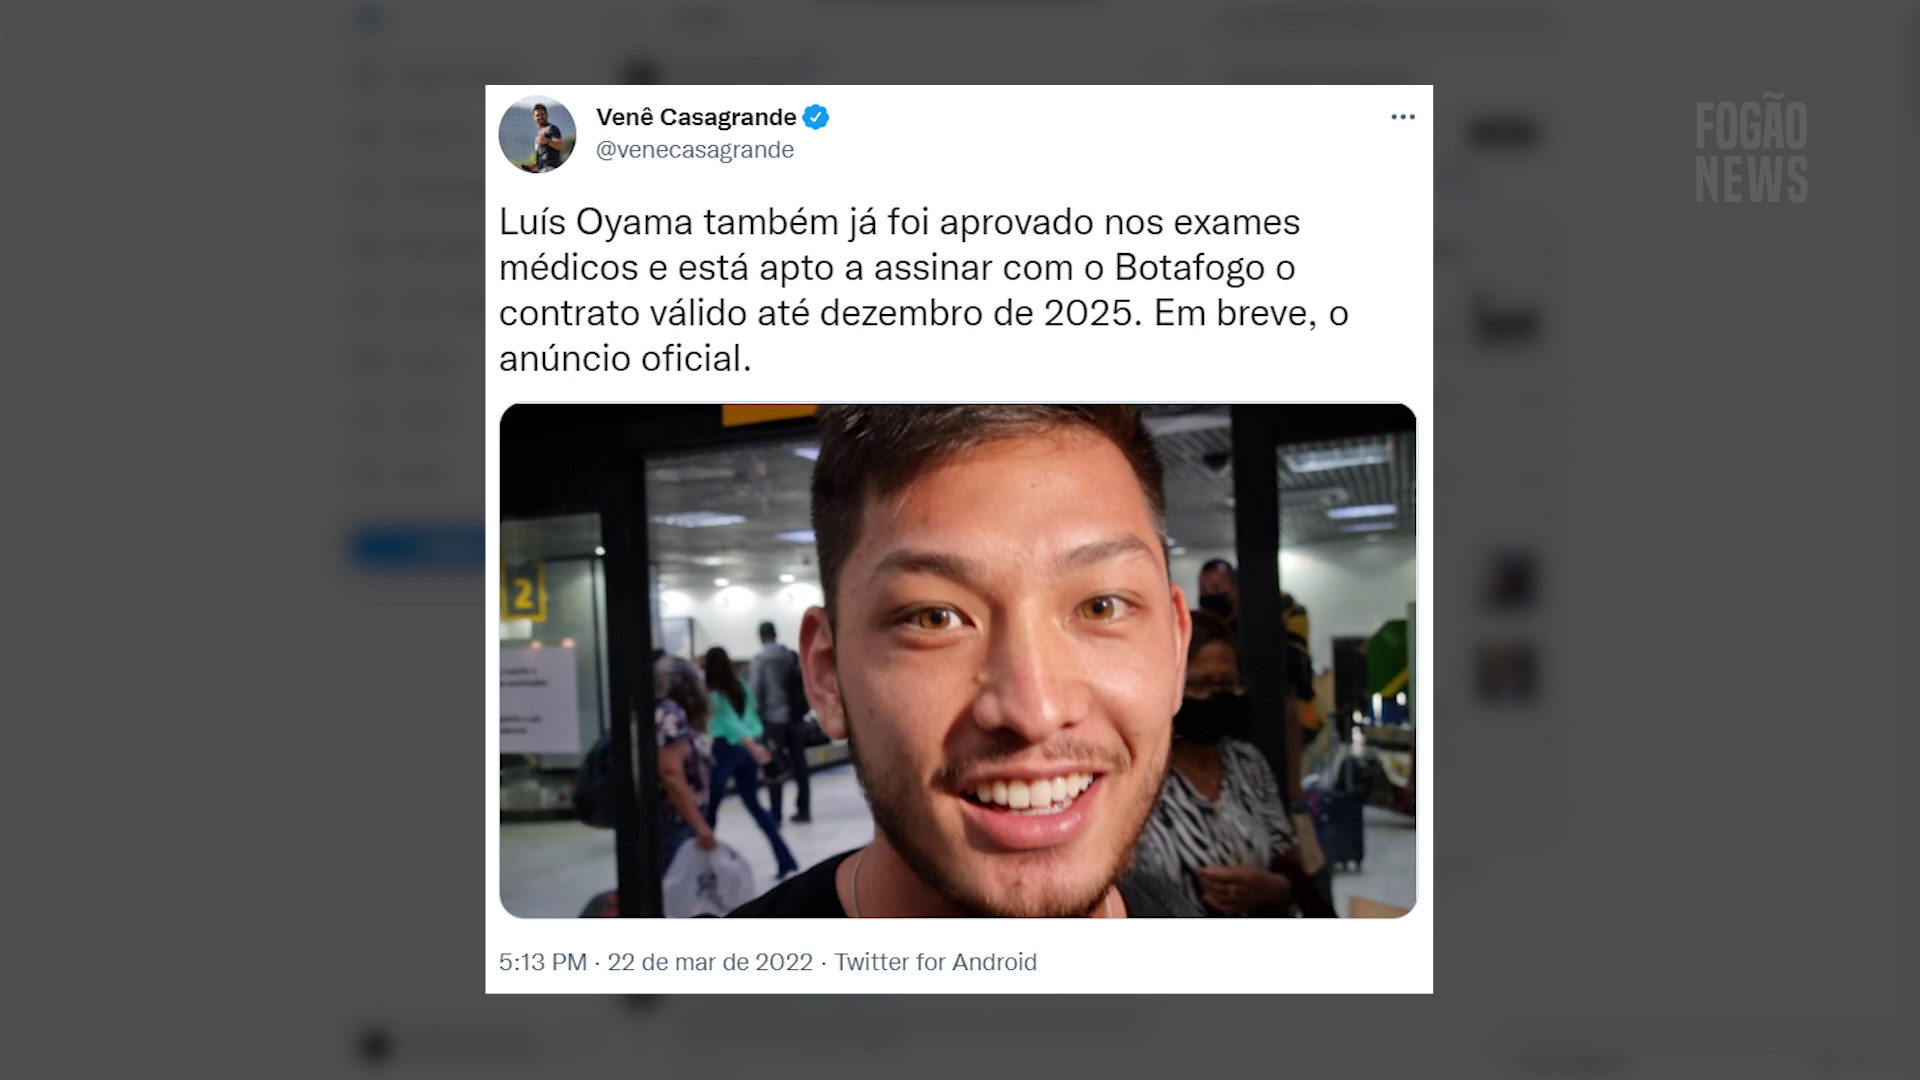 FOGÃO
NEWS
Venê Casagrande
@venecasagrande
Luís Oyama também já foi aprovado nos exames
médicos e está apto a assinar com o Botafogo o
contrato válido até dezembro de 2025. Em breve, o
anúncio oficial.
2
5:13 PM · 22 de mar de 2022 · Twitter for Android